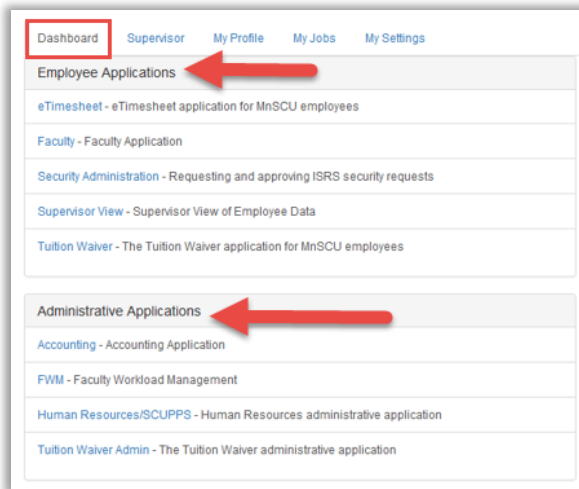 Dashboard Supervisor My Profile My Jobs My Settings
Employee Applications
eTimesheet - eTimesheet application for MnSCU employees
Faculty - Faculty Application
Security Administration - Requesting and approving ISRS security requests
Supervisor View - Supervisor View of Employee Data
Tuition Waiver - The Tuition Waiver application for MnSCU employees
Administrative Applications
Accounting - Accounting Application
FWM - Faculty Workload Management
Human Resources/SCUPPS - Human Resources administrative application
Tuition Waiver Admin - The Tuition Waiver administrative application